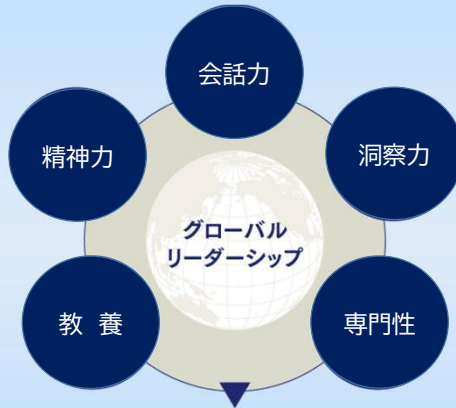 会話力
精神力
洞察力
グローバル
リーダーシップ
教 養
専門性